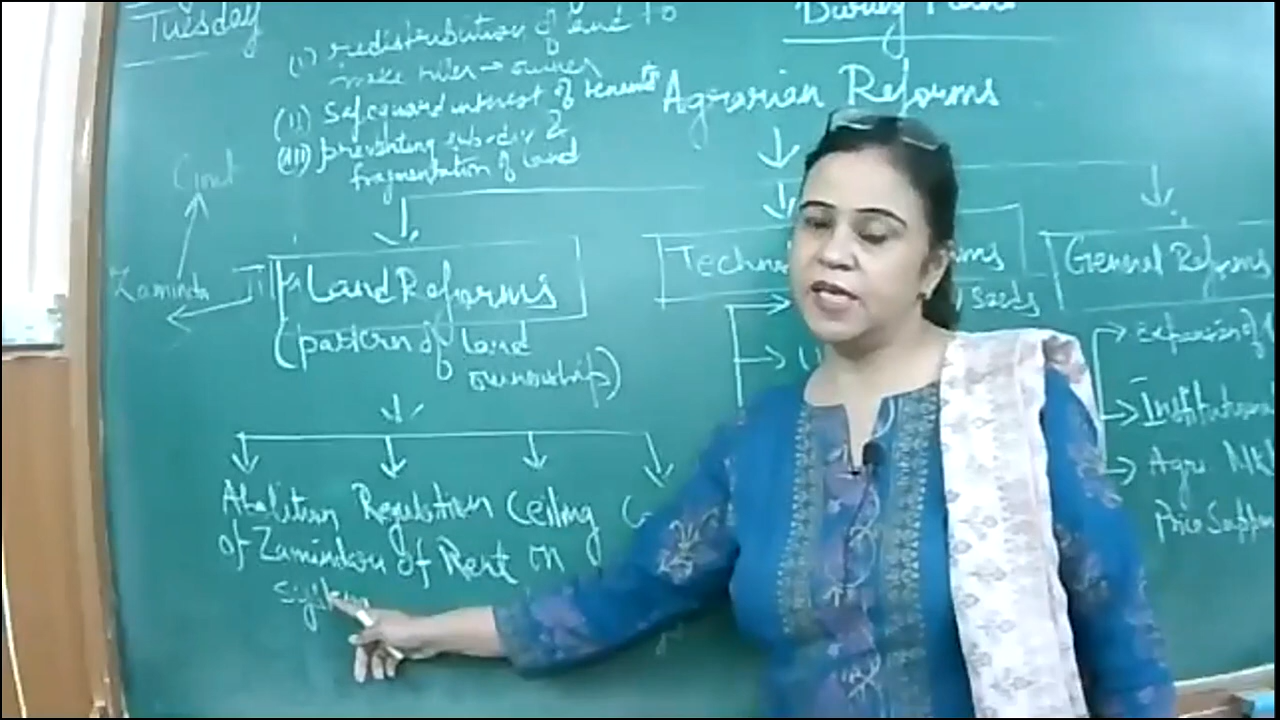 Tuesday
(i) redistribution of land to
make tiller → owner
(ii) Safeguard interest of tenants
(iii) preventing sub-div &
fragmentation of land
Agrarian Reforms
Govt
Zamindar
Land Reforms
(pattern of land
ownership)
Abolition
of Zamindari
System
Regulation
of Rent
Ceiling
on
Techn
ms
seeds
General Reforms
Expansion of
Institutional
Agri Mkt
Price Support